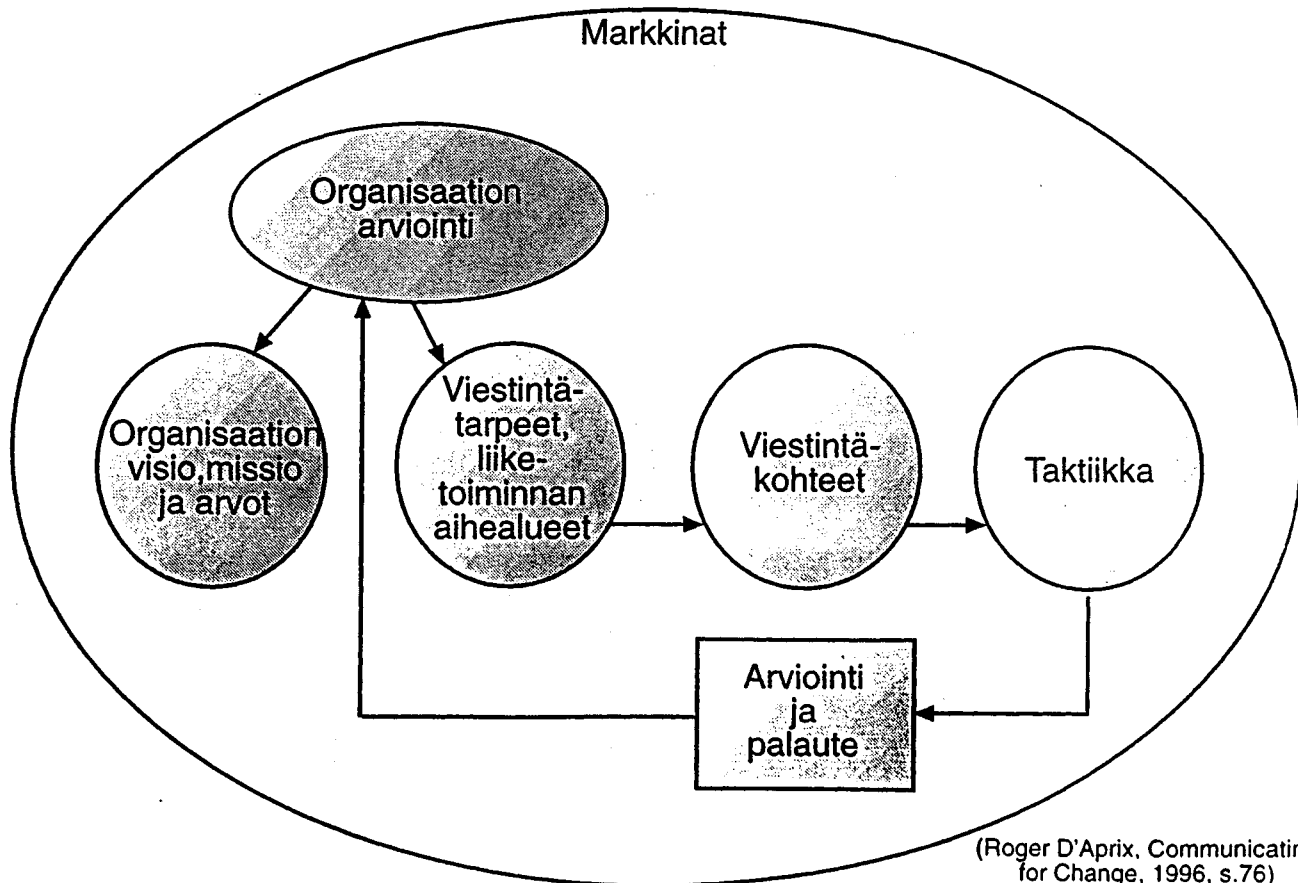 Markkinat
Organisaation
arviointi
Organisaation
visio,missio
ja arvot
Viestintä-
tarpeet,
liike-
toiminnan
aihealueet
Viestintä-
kohteet
Taktiikka
Arviointi
ja
palaute
(Roger D'Aprix, Communicatin
for Change, 1996, s.76)